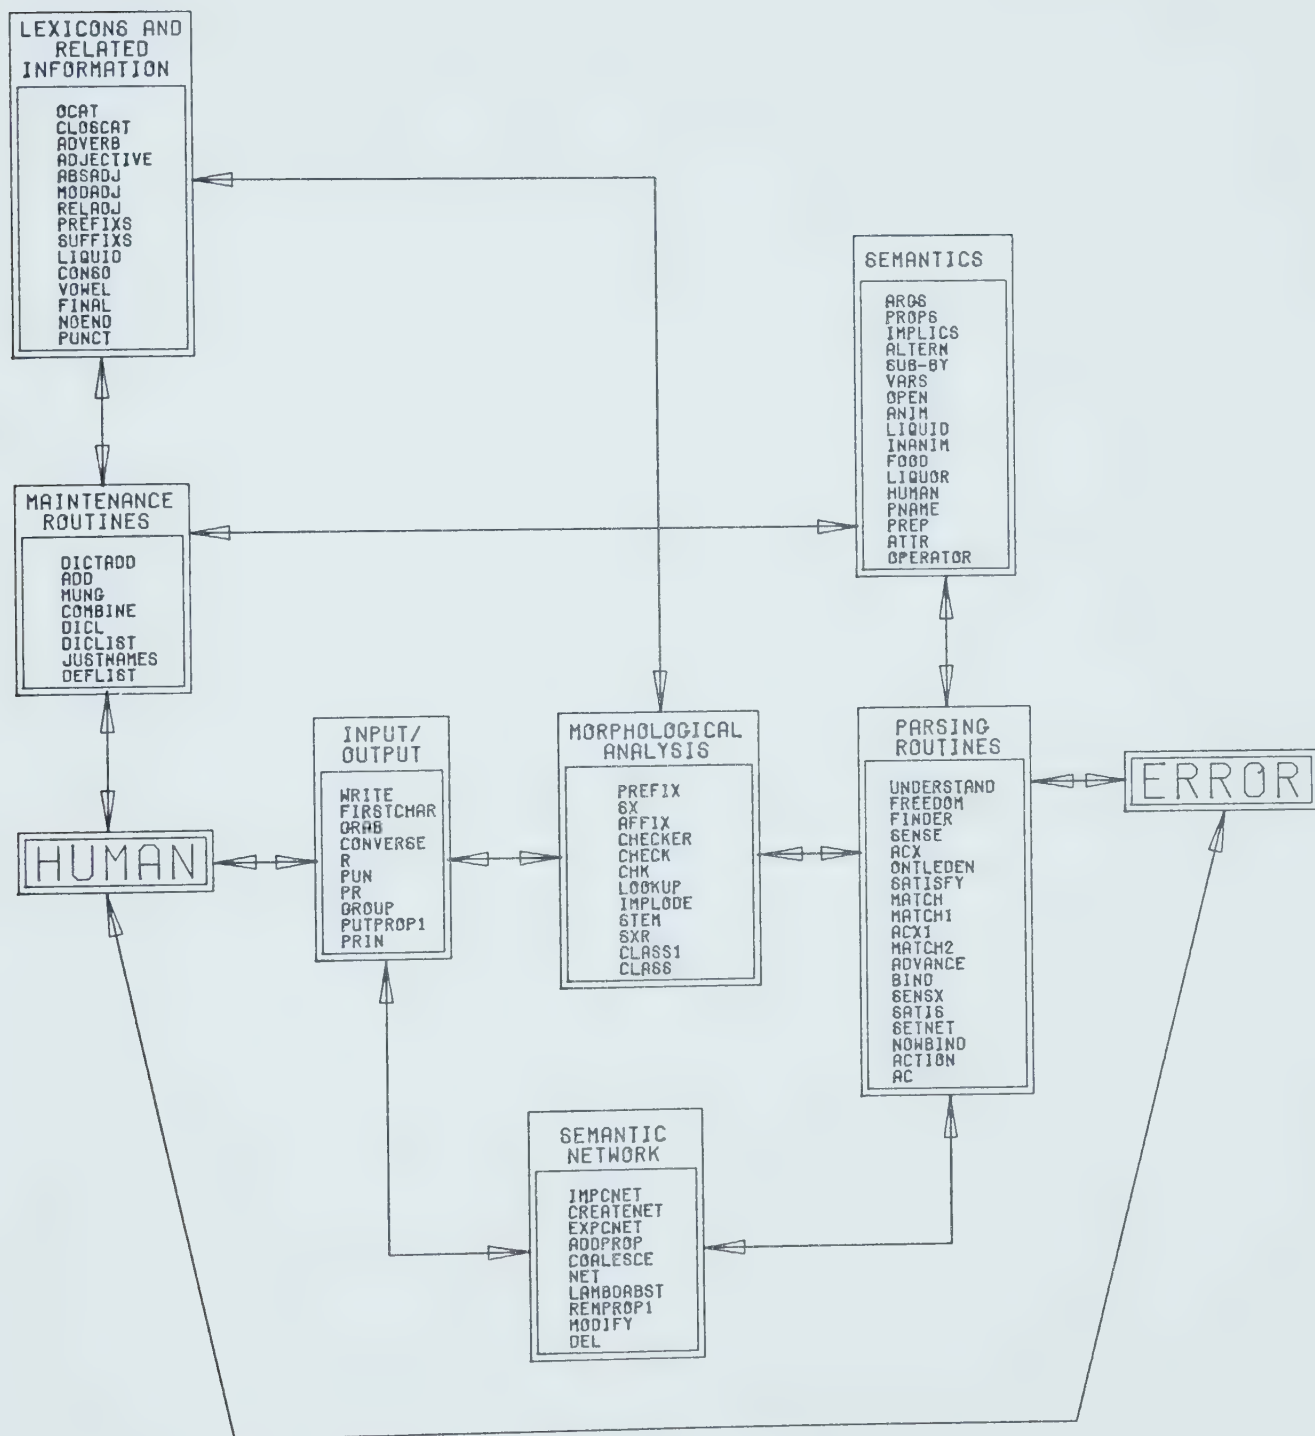 LEXICONS AND
RELATED
INFORMATION
OCAT
CLOSCAT
ADVERB
ADJECTIVE
ABSADJ
MODADJ
RELADJ
PREFIXS
SUFFIXS
LIQUID
CONSO
VOWEL
FINAL
NOEND
PUNCT
SEMANTICS
ARGS
PROPS
IMPLICS
ALTERN
SUB-BY
VARS
OPEN
ANIM
LIQUID
INANIM
FOOD
LIQUOR
HUMAN
PNAME
PREP
ATTR
OPERATOR
MAINTENANCE
ROUTINES
DICTADD
ADD
MUNG
COMBINE
DICL
DICLIST
JUSTNAMES
DEFLIST
HUMAN
INPUT/
OUTPUT
WRITE
FIRSTCHAR
GRAB
CONVERSE
R
PUN
PR
GROUP
PUTPROP1
PRIN
MORPHOLOGICAL
ANALYSIS
PREFIX
SX
AFFIX
CHECKER
CHECK
CHK
LOOKUP
IMPLODE
STEM
SXR
CLASS1
CLASS
PARSING
ROUTINES
UNDERSTAND
FREEDOM
FINDER
SENSE
ACX
ONTLEDEN
SATISFY
MATCH
MATCH1
ACX1
MATCH2
ADVANCE
BIND
SENSX
SATIS
SETNET
NOWBIND
ACTION
AC
ERROR
SEMANTIC
NETWORK
IMPCNET
CREATENET
EXPCNET
ADDPROP
COALESCE
NET
LAMBDABST
REMPROP1
MODIFY
DEL